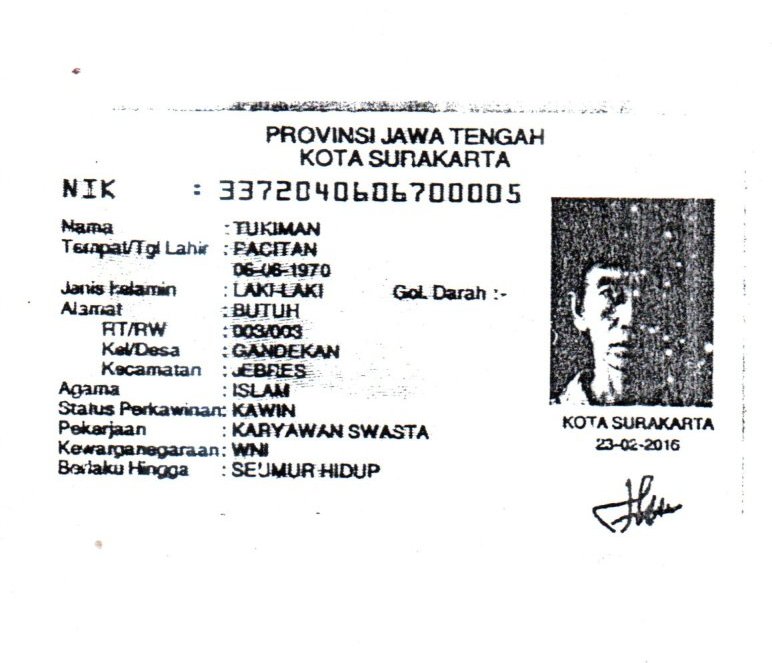 PROVINSI JAWA TENGAH
KOTA SURAKARTA
NIK : 3372040606700005
Nama : TUKIMAN
Tempat/Tgl Lahir : PACITAN
06-06-1970
Jenis Kelamin : LAKI-LAKI Gol. Darah :-
Alamat : BUTUH
RT/RW : 003/003
Kel/Desa : GANDEKAN
Kecamatan : JEBRES
Agama : ISLAM
Status Perkawinan: KAWIN
Pekerjaan : KARYAWAN SWASTA
Kewarganegaraan: WNI
Berlaku Hingga : SEUMUR HIDUP
KOTA SURAKARTA
23-02-2016